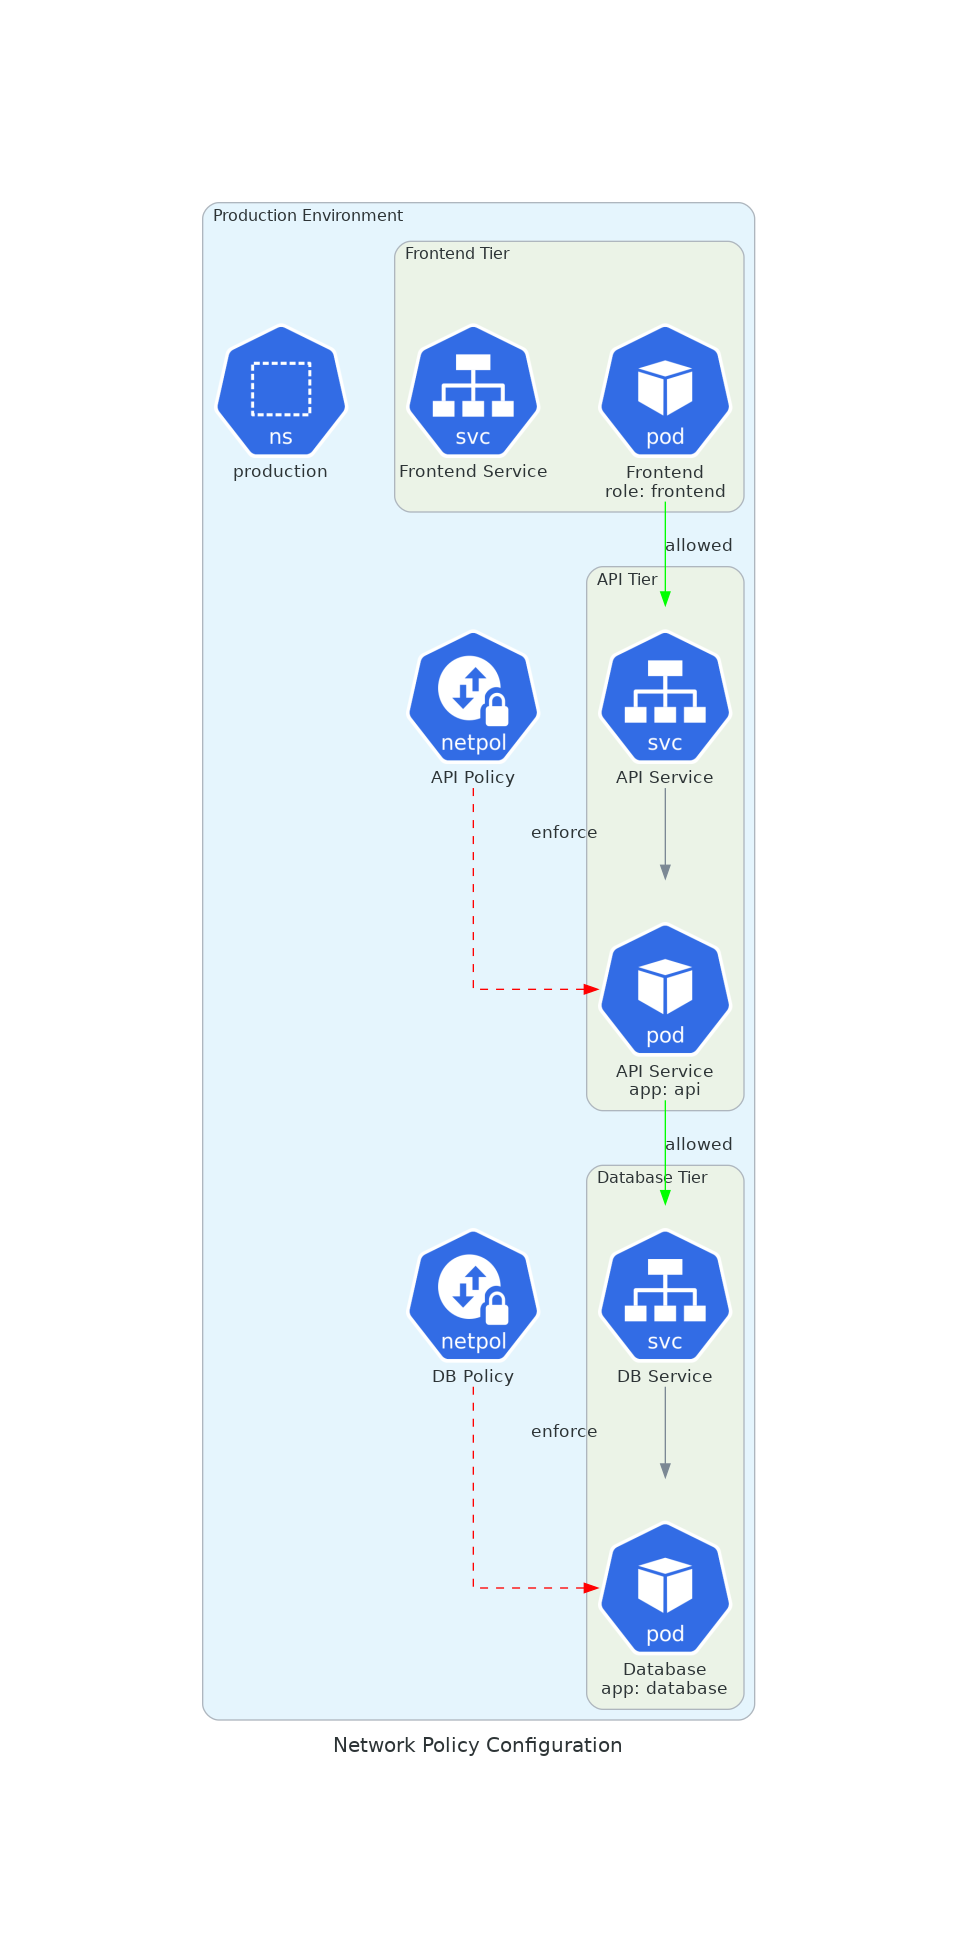 Production Environment
Frontend Tier
ns
production
svc
Frontend Service
pod
Frontend
role: frontend
allowed
API Tier
netpol
API Policy
svc
API Service
enforce
pod
API Service
app: api
allowed
Database Tier
netpol
DB Policy
svc
DB Service
enforce
pod
Database
app: database
Network Policy Configuration